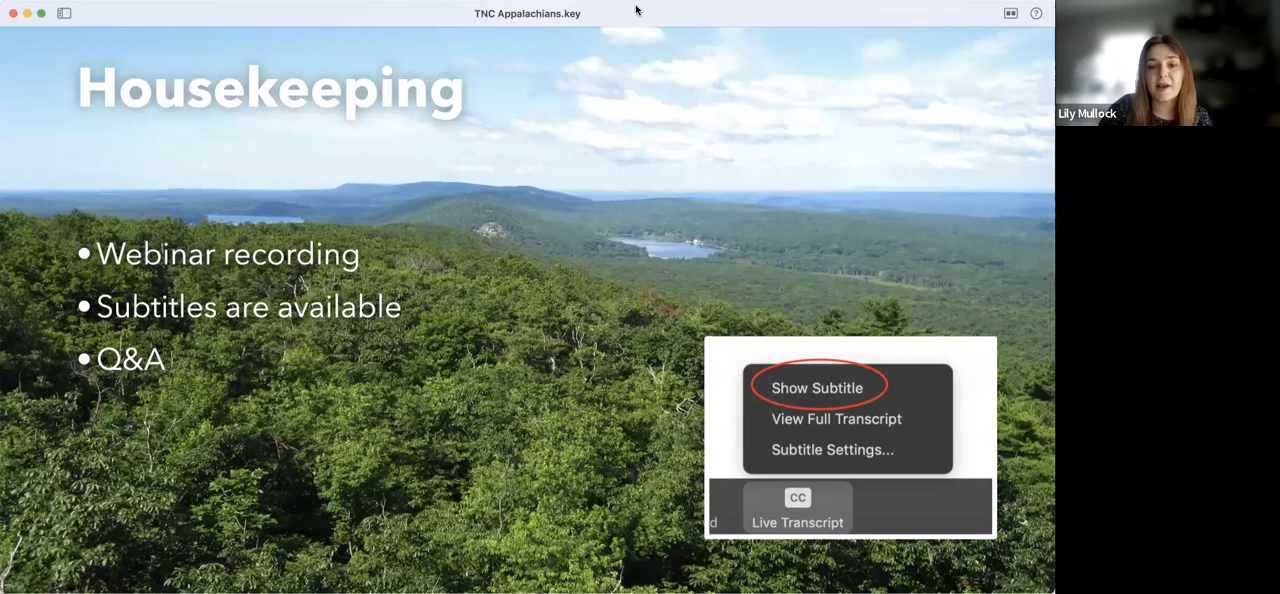 TNC Appalachians.key
Housekeeping
• Webinar recording
• Subtitles are available
• Q&A
Show Subtitle
View Full Transcript
Subtitle Settings...
CC
d
Live Transcript
Lily Mullock